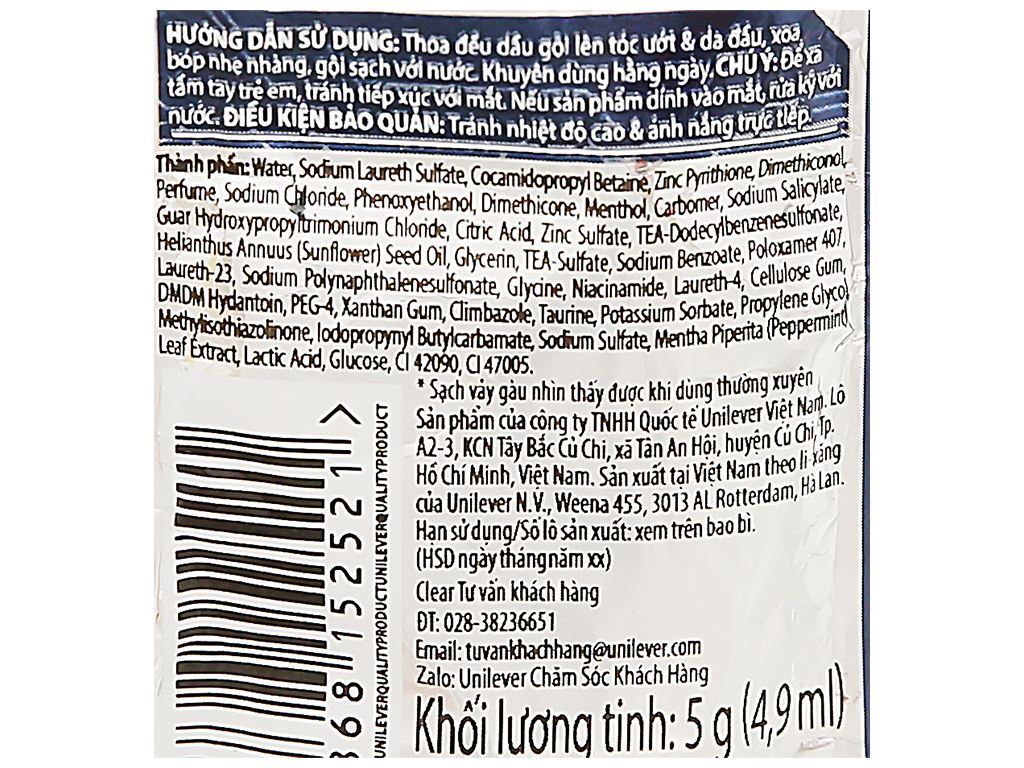 HƯỚNG DẪN SỬ DỤNG: Thoa đều dầu gội lên tóc ướt & da đầu, xoa
bóp nhẹ nhàng, gội sạch với nước. Khuyên dùng hằng ngày. CHÚ Ý: Để xa
tầm tay trẻ em, tránh tiếp xúc với mắt. Nếu sản phẩm dính vào mắt, rửa kỹ với
nước. ĐIỀU KIỆN BẢO QUẢN: Tránh nhiệt độ cao & ánh nắng trực tiếp.
Thành phần: Water, Sodium Laureth Sulfate, Cocamidopropyl Betaine, Zinc Pyrithione, Dimethiconol,
Perfume, Sodium Chloride, Phenoxyethanol, Dimethicone, Menthol, Carbomer, Sodium Salicylate,
Guar Hydroxypropyltrimonium Chloride, Citric Acid, Zinc Sulfate, TEA-Dodecylbenzenesulfonate,
Helianthus Annuus (Sunflower) Seed Oil, Glycerin, TEA-Sulfate, Sodium Benzoate, Poloxamer 407,
Laureth-23, Sodium Polynaphthalenesulfonate, Glycine, Niacinamide, Laureth-4, Cellulose Gum,
DMDM Hydantoin, PEG-4, Xanthan Gum, Climbazole, Taurine, Potassium Sorbate, Propylene Glycol
Methylisothiazolinone, Iodopropynyl Butylcarbamate, Sodium Sulfate, Mentha Piperita (Peppermint)
Leaf Extract, Lactic Acid, Glucose, CI 42090, CI 47005.
* Sạch vảy gàu nhìn thấy được khi dùng thường xuyên
Sản phẩm của công ty TNHH Quốc tế Unilever Việt Nam. Lô
A2-3, KCN Tây Bắc Củ Chi, xã Tân An Hội, huyện Củ Chi, Tp.
Hồ Chí Minh, Việt Nam. Sản xuất tại Việt Nam theo li-xăng
của Unilever N.V., Weena 455, 3013 AL Rotterdam, Hà Lan.
Hạn sử dụng/Số lô sản xuất: xem trên bao bì.
(HSD ngày thángnăm xx)
Clear Tư vấn khách hàng
ĐT: 028-38236651
Email: tuvankhachhang@unilever.com
Zalo: Unilever Chăm Sóc Khách Hàng
Khối lượng tịnh: 5 g (4,9 ml)
868 152521 >
UNILEVERQUALITYPRODUCTUNILEVERQUALITYPRODUCT